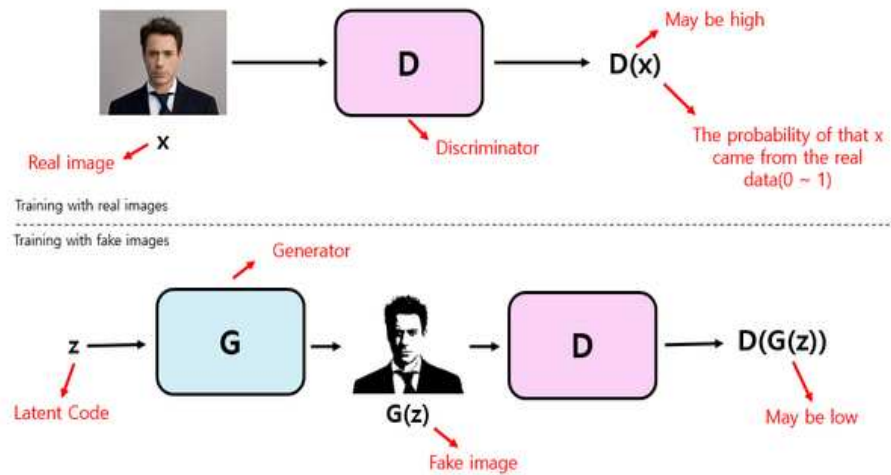 May be high
D
D(x)
x
Real image
Discriminator
The probability of that x
came from the real
data(0 ~ 1)
Training with real images
Training with fake images
Generator
z
G
D
D(G(z))
Latent Code
G(z)
May be low
Fake image